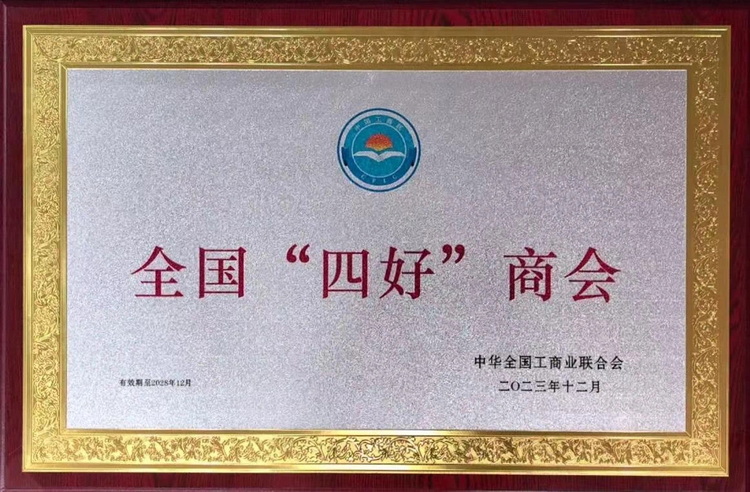 全国“四好”商会
中华全国工商业联合会
有效期至2028年12月
二〇二三年十二月